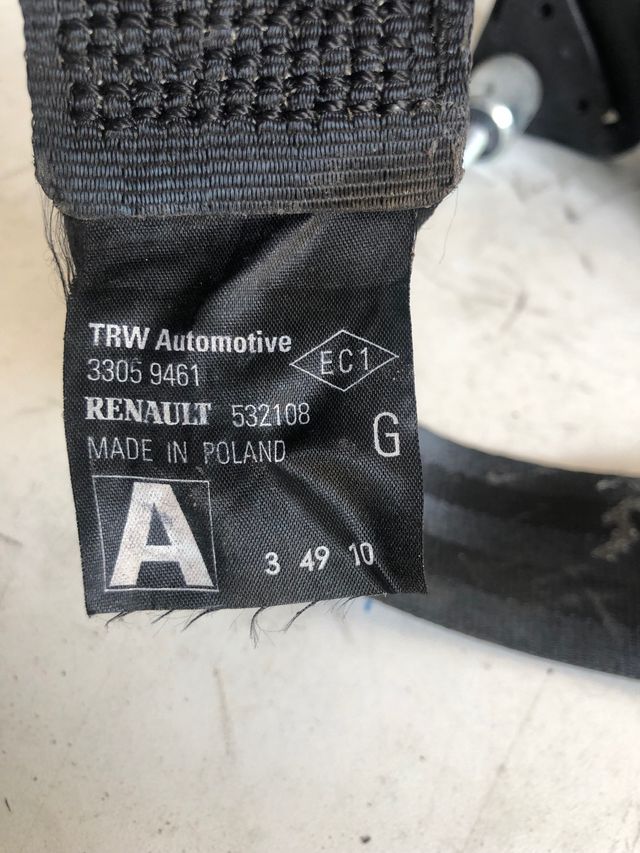 TRW Automotive
EC1
3305 9461
RENAULT 532108
G
MADE IN POLAND
A
3 49 10